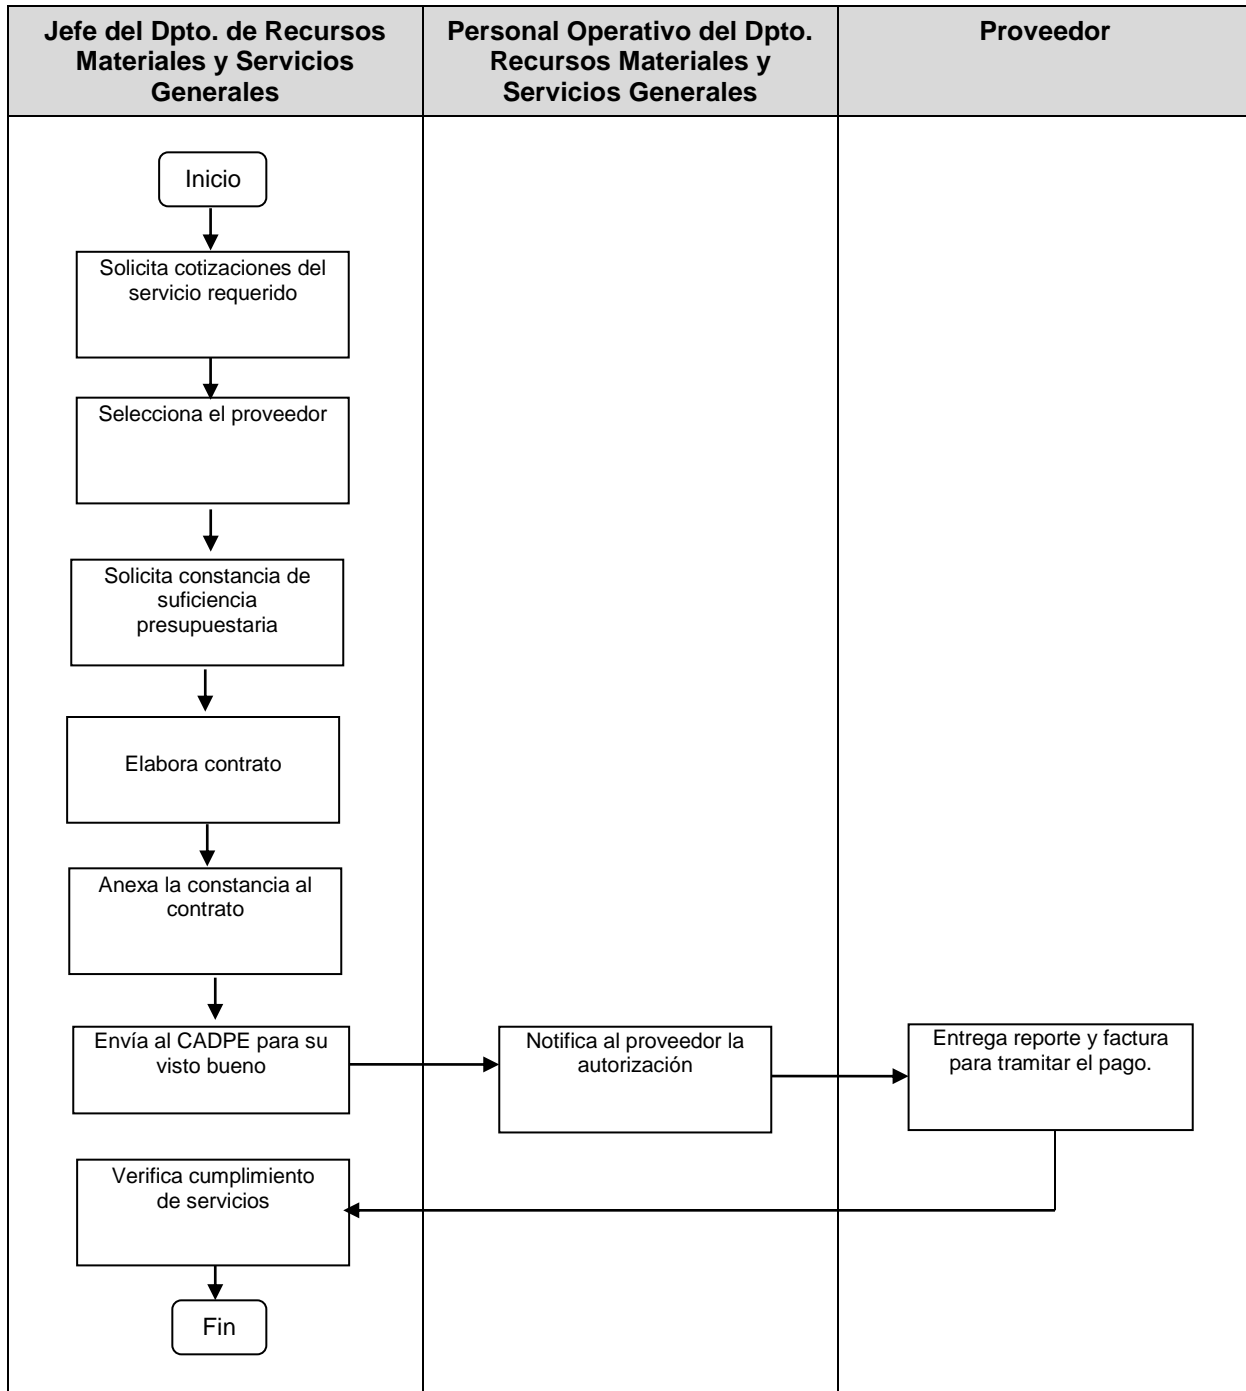 Jefe del Dpto. de Recursos
Materiales y Servicios
Generales
Personal Operativo del Dpto.
Recursos Materiales y
Servicios Generales
Proveedor
Inicio
Solicita cotizaciones del
servicio requerido
Selecciona el proveedor
Solicita constancia de
suficiencia
presupuestaria
Elabora contrato
Anexa la constancia al
contrato
Envía al CADPE para su
visto bueno
Notifica al proveedor la
autorización
Entrega reporte y factura
para tramitar el pago.
Verifica cumplimiento
de servicios
Fin